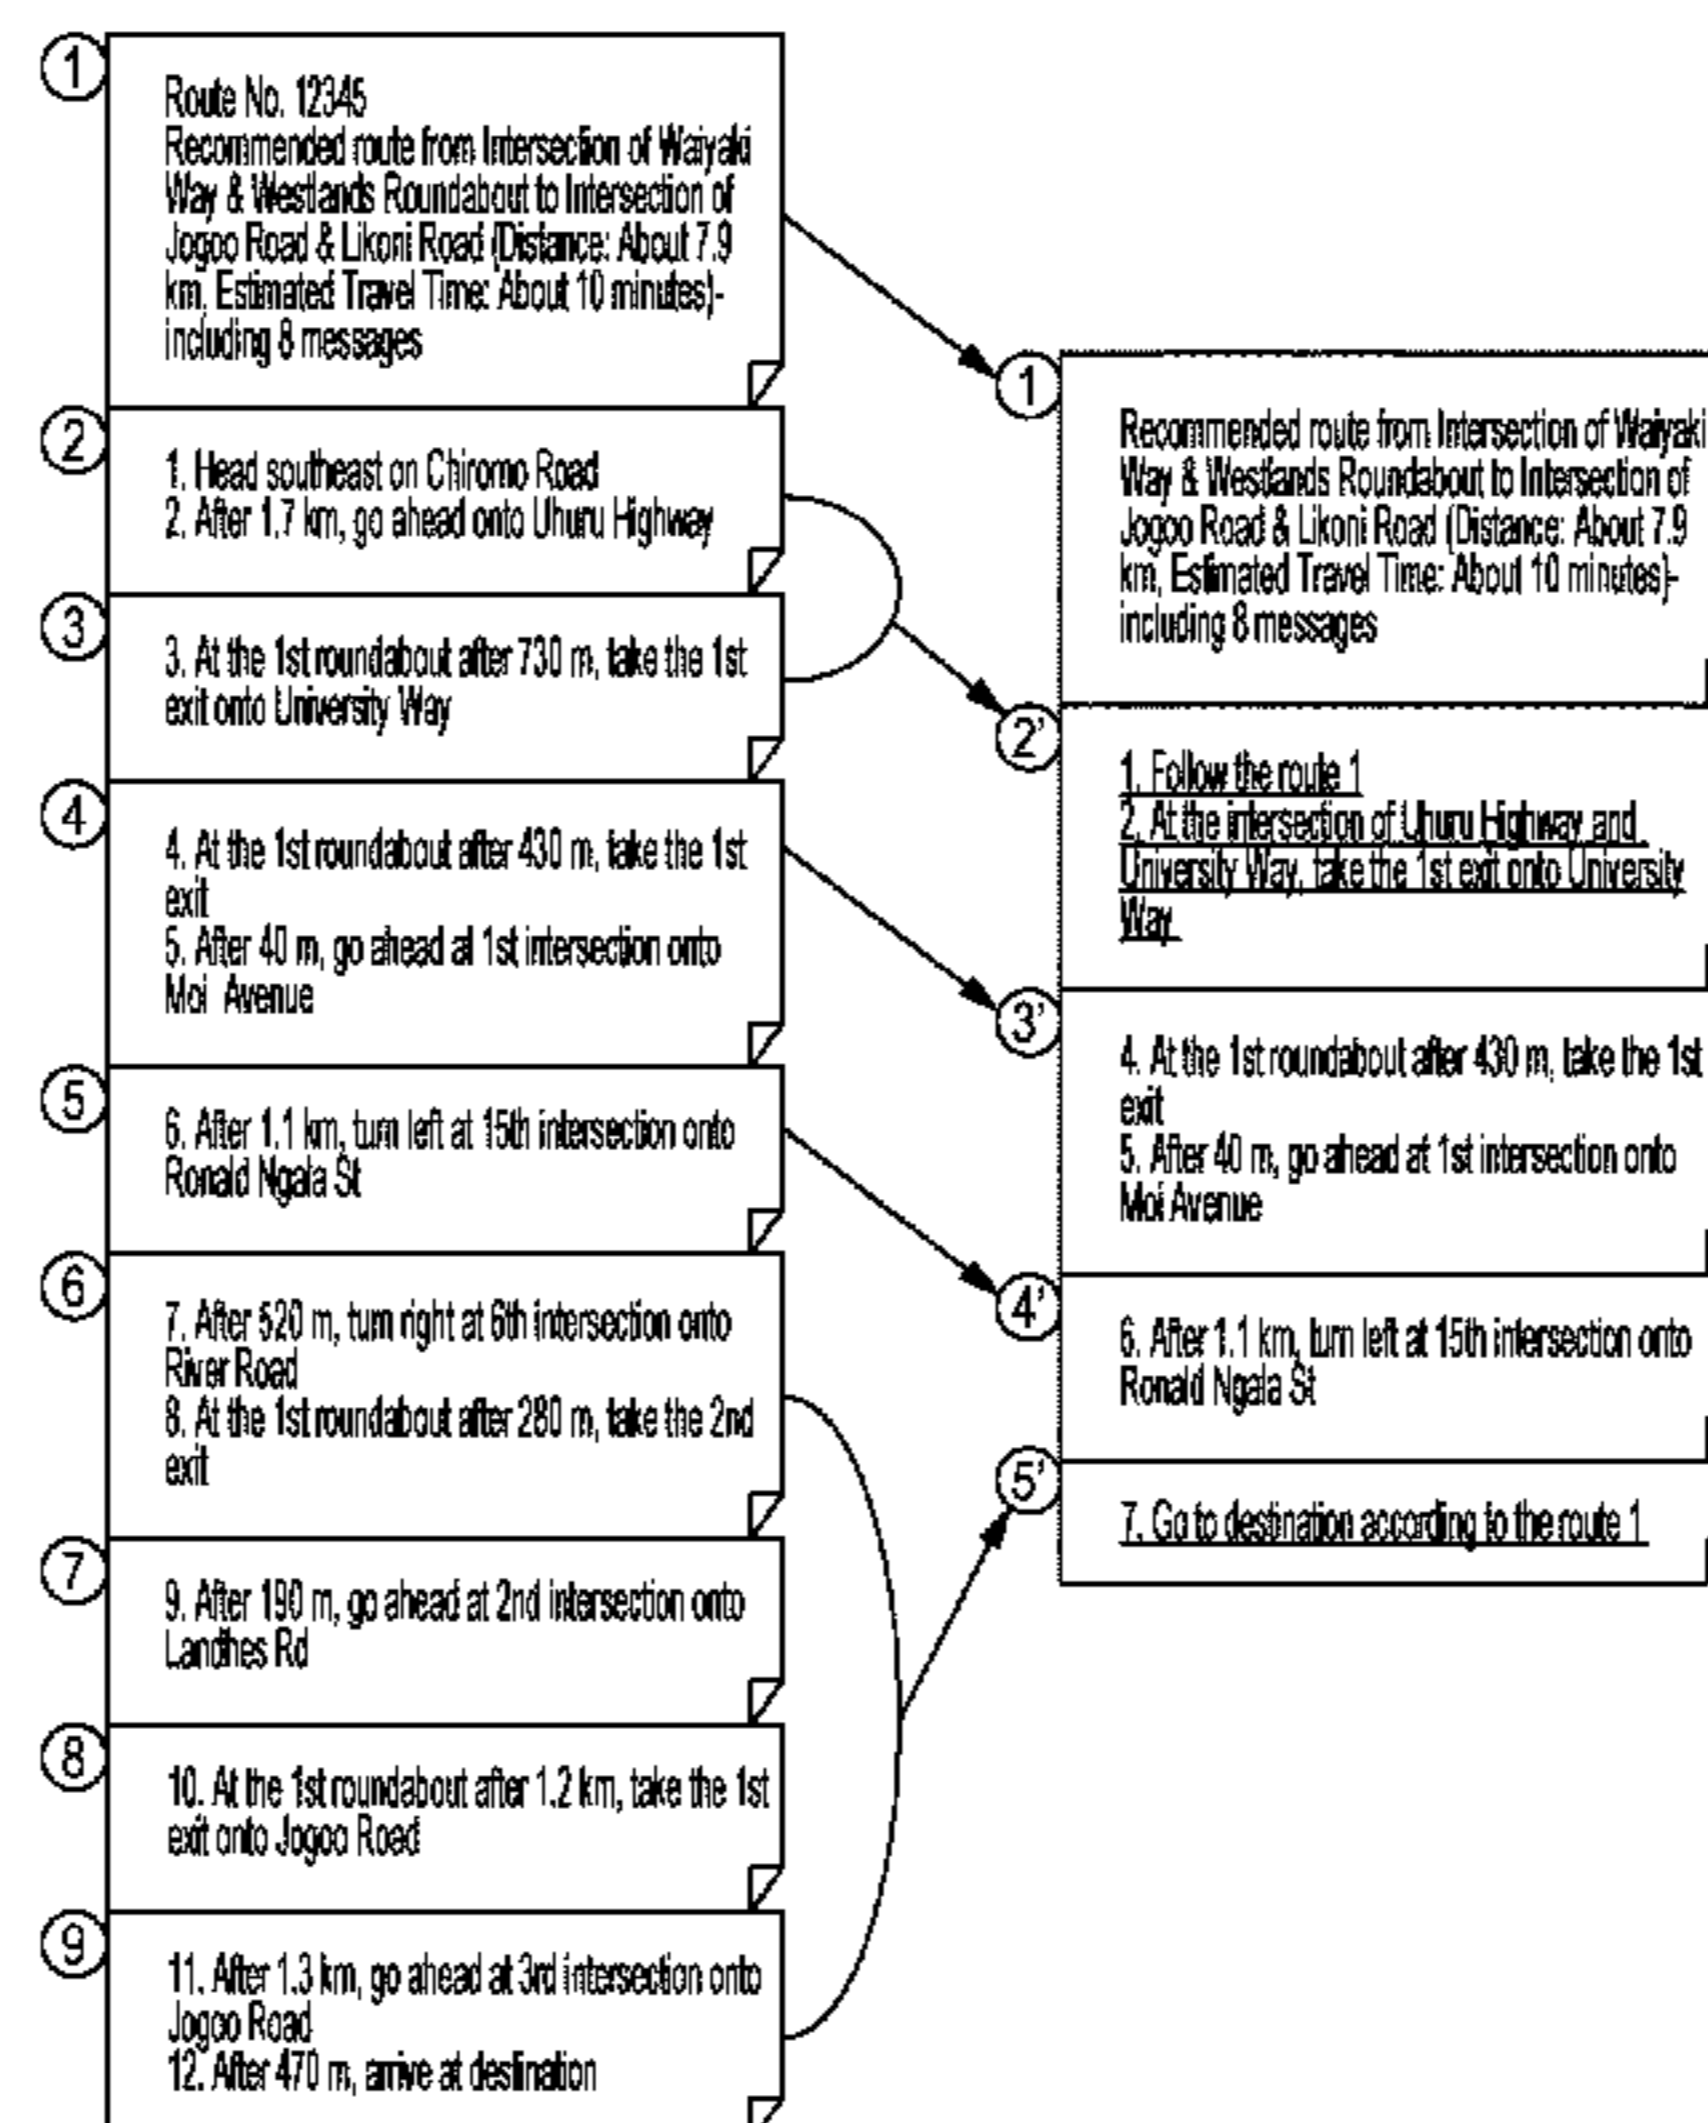 1
Route No. 12345
Recommended route from Intersection of Waiyaki
Way & Westlands Roundabout to Intersection of
Jogoo Road & Likoni Road (Distance: About 7.9
km, Estimated Travel Time: About 10 minutes)-
including 8 messages
2
1. Head southeast on Chiromo Road
2. After 1.7 km, go ahead onto Uhuru Highway
3
3. At the 1st roundabout after 730 m, take the 1st
exit onto University Way
4
4. At the 1st roundabout after 430 m, take the 1st
exit
5. After 40 m, go ahead at 1st intersection onto
Moi Avenue
5
6. After 1.1 km, turn left at 15th intersection onto
Ronald Ngala St
6
7. After 520 m, turn right at 6th intersection onto
River Road
8. At the 1st roundabout after 280 m, take the 2nd
exit
7
9. After 190 m, go ahead at 2nd intersection onto
Landhes Rd
8
10. At the 1st roundabout after 1.2 km, take the 1st
exit onto Jogoo Road
9
11. After 1.3 km, go ahead at 3rd intersection onto
Jogoo Road
12. After 470 m, arrive at destination
1
Recommended route from Intersection of Waiyaki
Way & Westlands Roundabout to Intersection of
Jogoo Road & Likoni Road (Distance: About 7.9
km, Estimated Travel Time: About 10 minutes)-
including 8 messages
2'
1. Follow the route 1
2. At the intersection of Uhuru Highway and
University Way, take the 1st exit onto University
Way
3'
4. At the 1st roundabout after 430 m, take the 1st
exit
5. After 40 m, go ahead at 1st intersection onto
Moi Avenue
4'
6. After 1.1 km, turn left at 15th intersection onto
Ronald Ngala St
5'
7. Go to destination according to the route 1